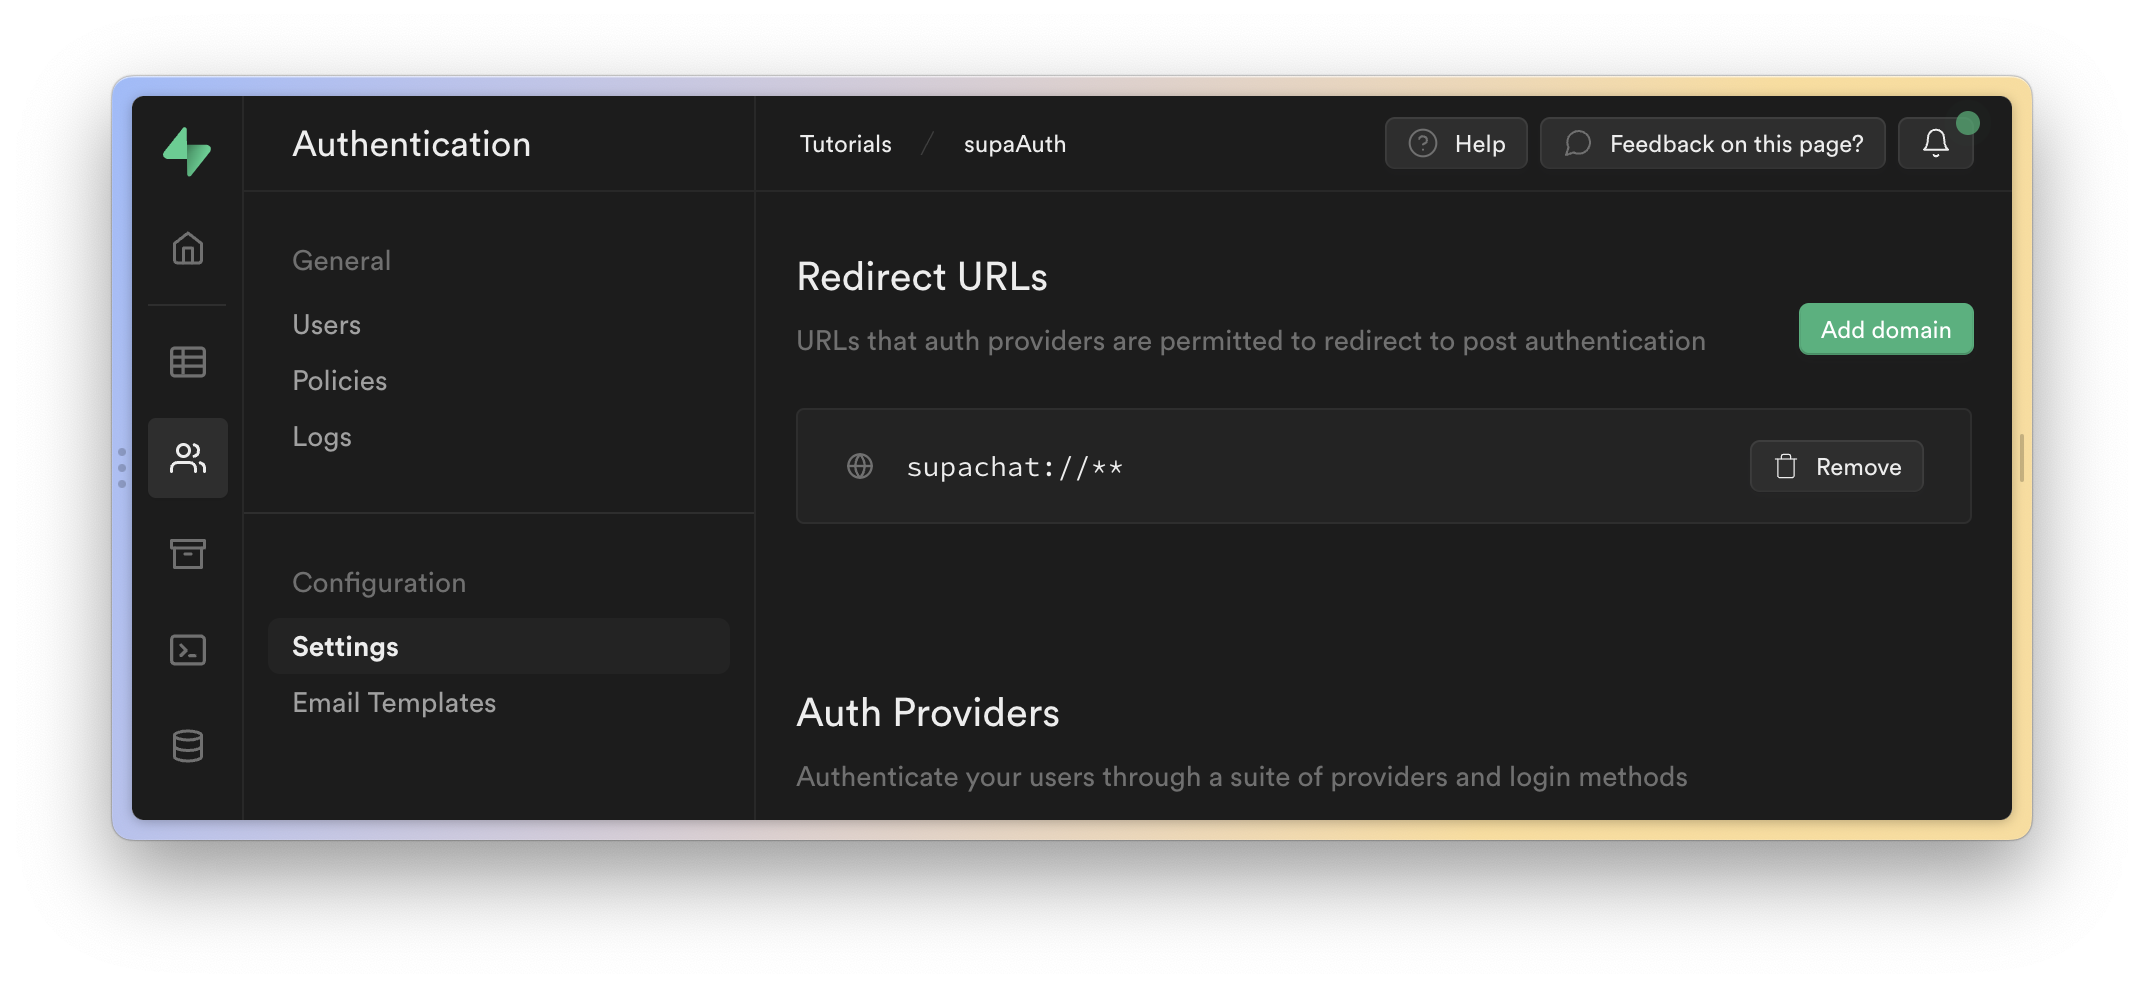 Authentication
General
Users
Policies
Logs
Configuration
Settings
Email Templates
Tutorials / supaAuth
Help
Feedback on this page?
Redirect URLs
URLs that auth providers are permitted to redirect to post authentication
Add domain
supachat://**
Remove
Auth Providers
Authenticate your users through a suite of providers and login methods